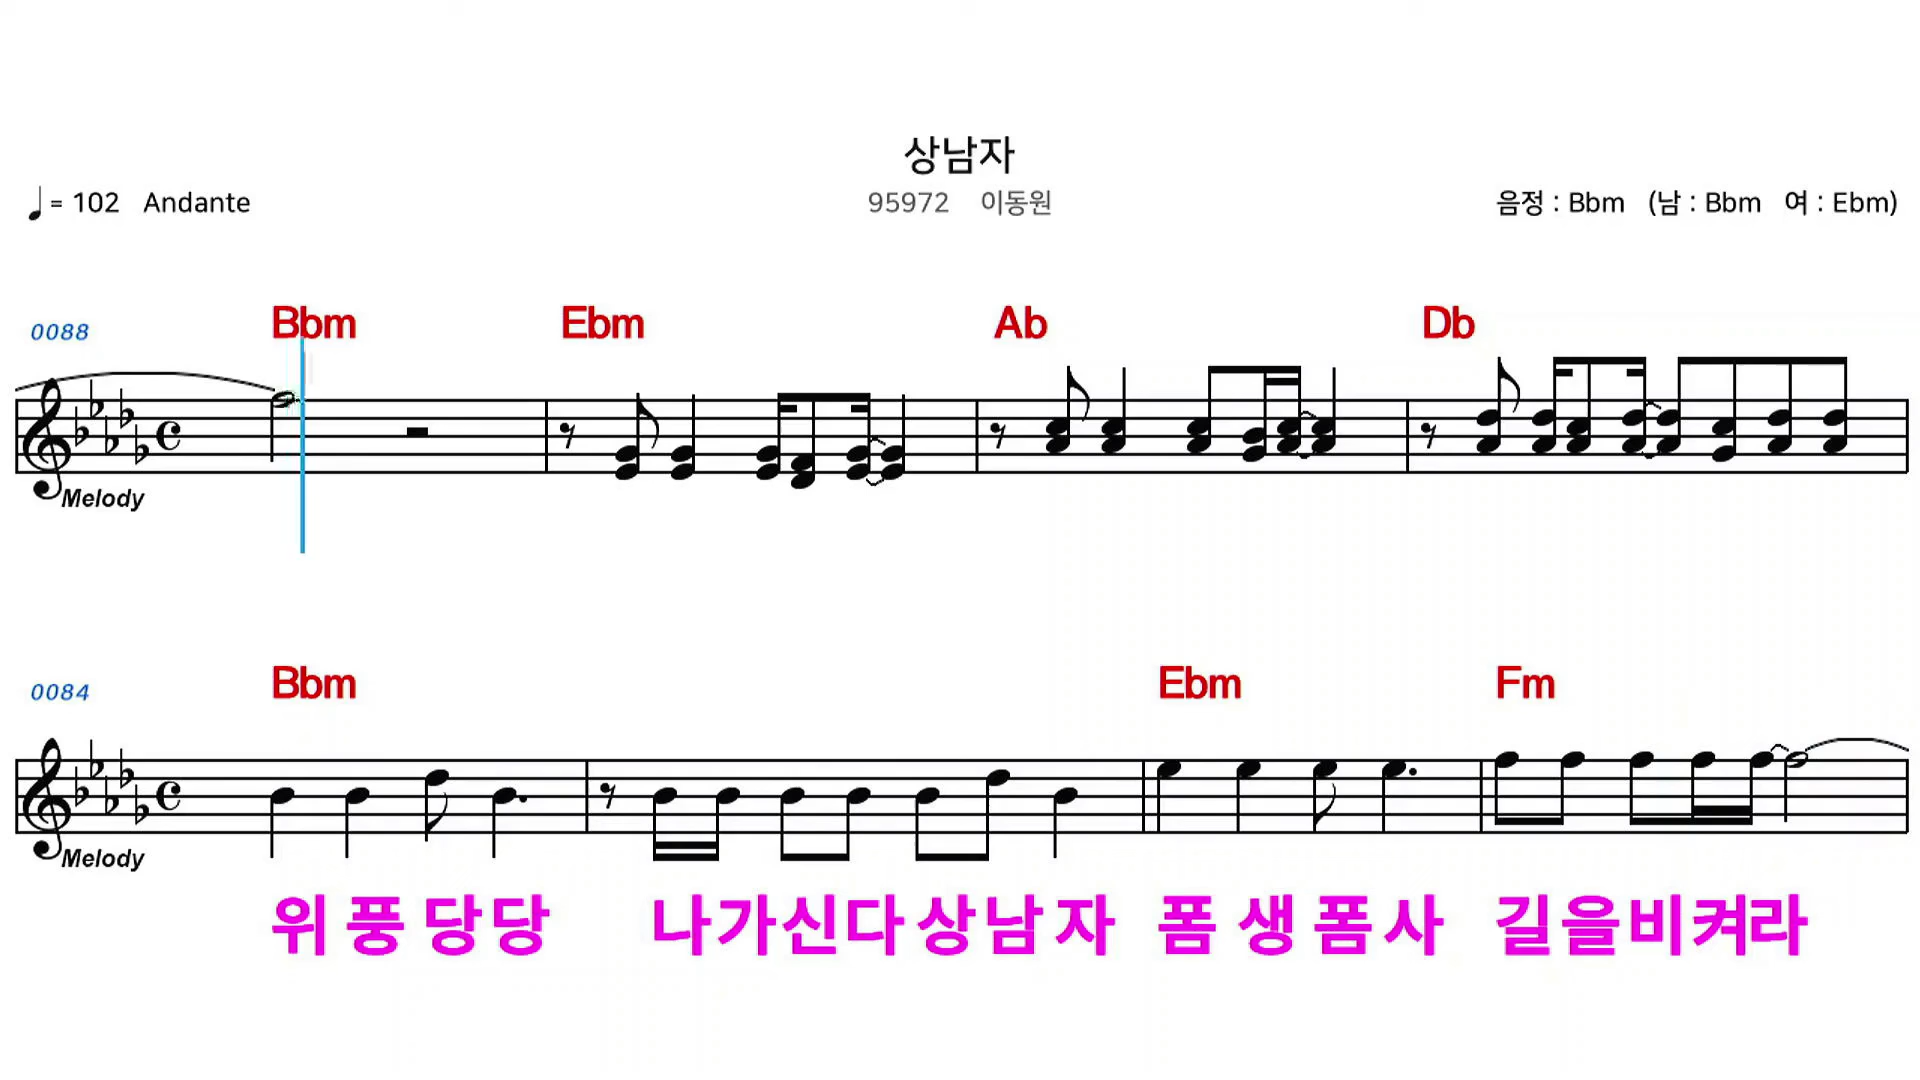 상남자
= 102 Andante
95972 이동원
음정 : Bbm (남 : Bbm 여 : Ebm)
0088 Bbm Ebm Ab Db
Melody
0084 Bbm Ebm Fm
Melody
위풍당당 나가신다상남자 폼생폼사 길을비켜라